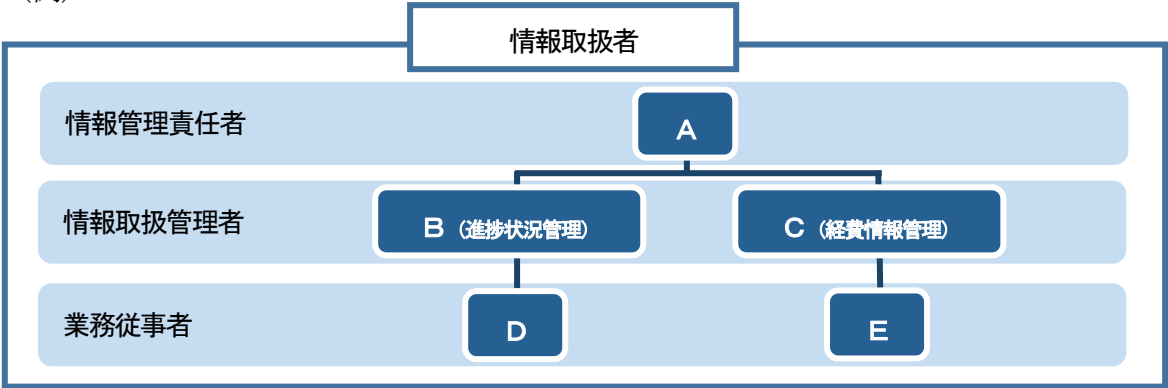 (例)
情報取扱者
情報管理責任者
A
情報取扱管理者
B (進捗状況管理)
C (経費情報管理)
業務従事者
D
E